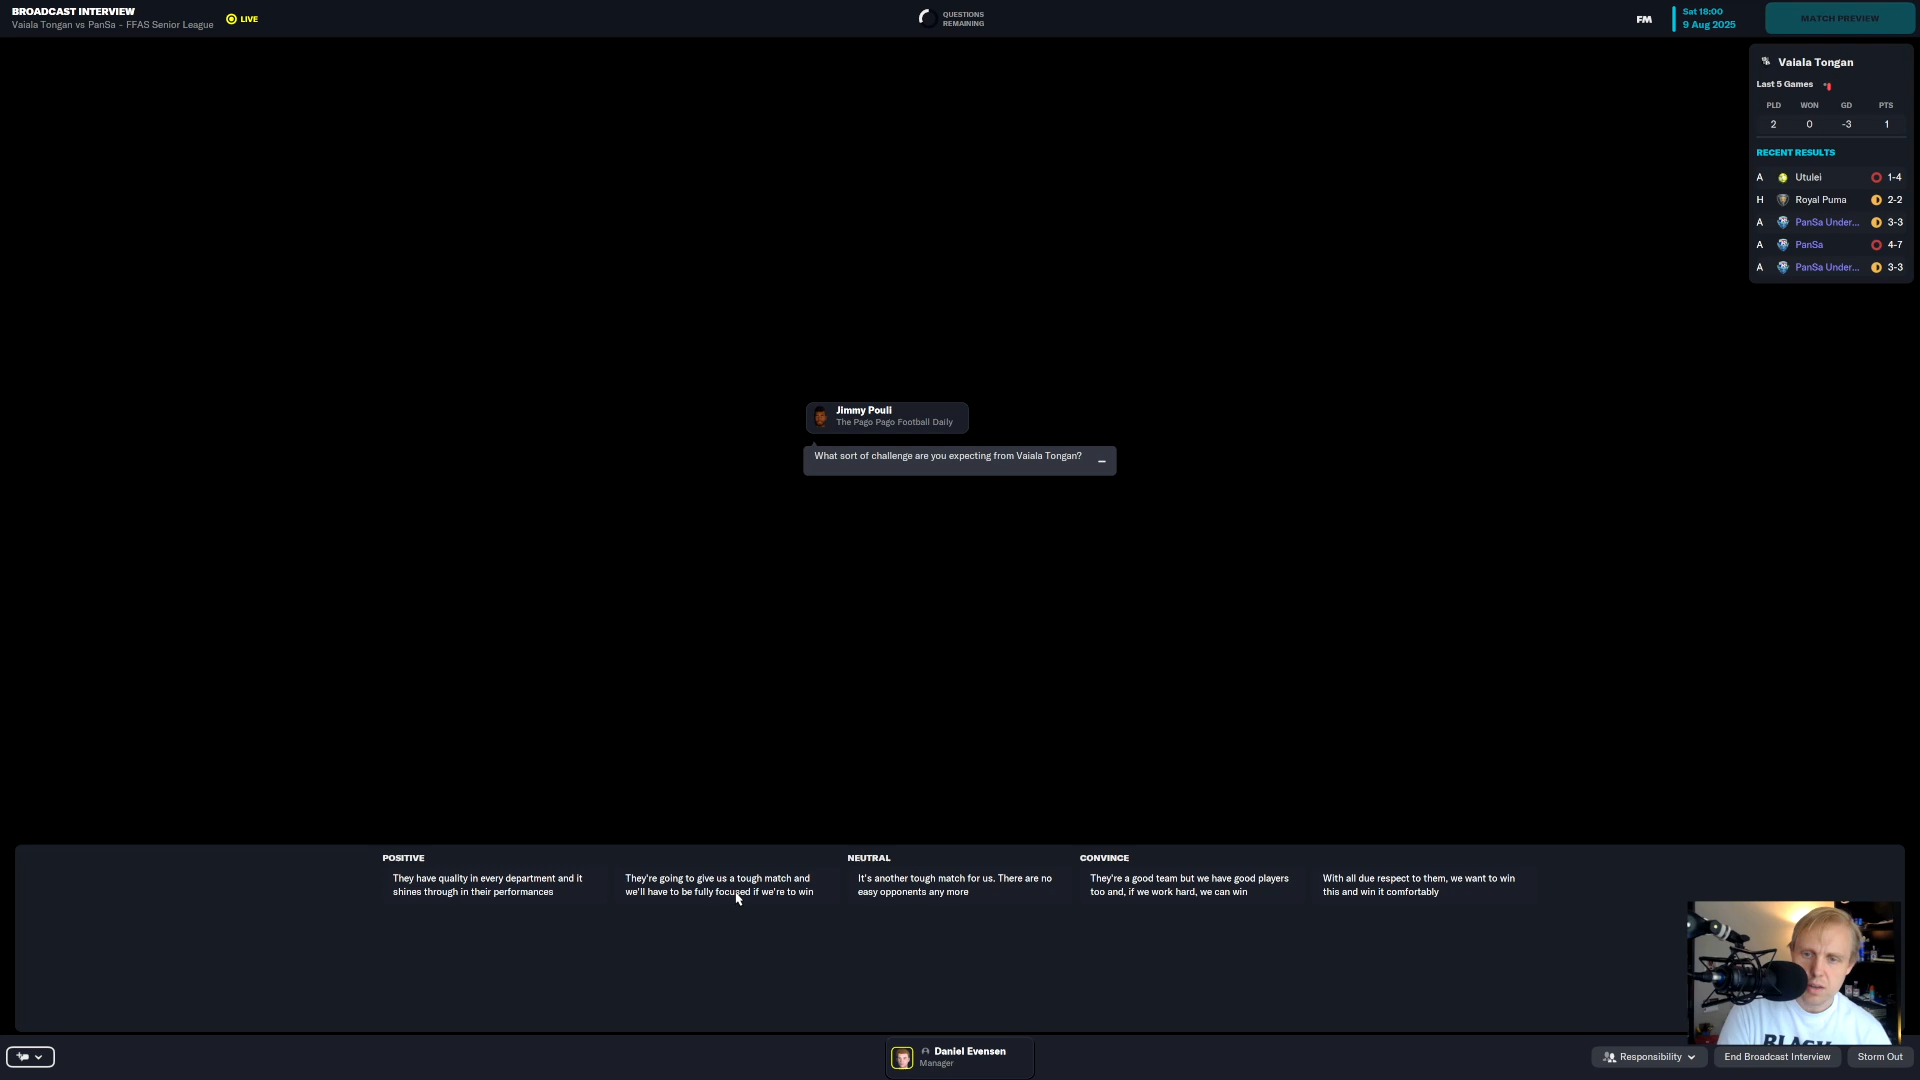 BROADCAST INTERVIEW
Vaiala Tongan vs PanSa - FFAS Senior League
LIVE
QUESTIONS
REMAINING
FM
Sat 18:00
9 Aug 2025
MATCH PREVIEW
Vaiala Tongan
Last 5 Games
PLD WON GD PTS
2 0 -3 1
RECENT RESULTS
A Utulei 1-4
H Royal Puma 2-2
A PanSa Under... 3-3
A PanSa 4-7
A PanSa Under... 3-3
Jimmy Pouli
The Pago Pago Football Daily
What sort of challenge are you expecting from Vaiala Tongan?
POSITIVE
They have quality in every department and it
shines through in their performances
They're going to give us a tough match and
we'll have to be fully focused if we're to win
NEUTRAL
It's another tough match for us. There are no
easy opponents any more
CONVINCE
They're a good team but we have good players
too and, if we work hard, we can win
With all due respect to them, we want to win
this and win it comfortably
BLACK
Daniel Evensen
Manager
Responsibility
End Broadcast Interview
Storm Out